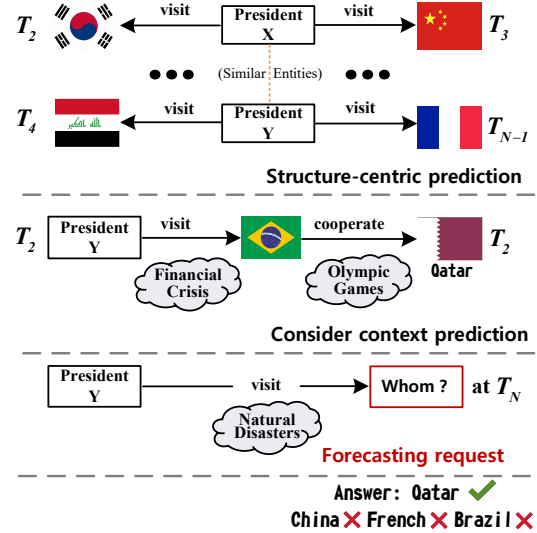 T2 visit President X visit T3
(Similar Entities)
T4 visit President Y visit TN-1
الله اكبر
Structure-centric prediction
T2 President Y visit cooperate T2
Qatar
Financial Crisis Olympic Games
Consider context prediction
President Y visit Whom ? at TN
Natural Disasters
Forecasting request
Answer: Qatar
China French Brazil